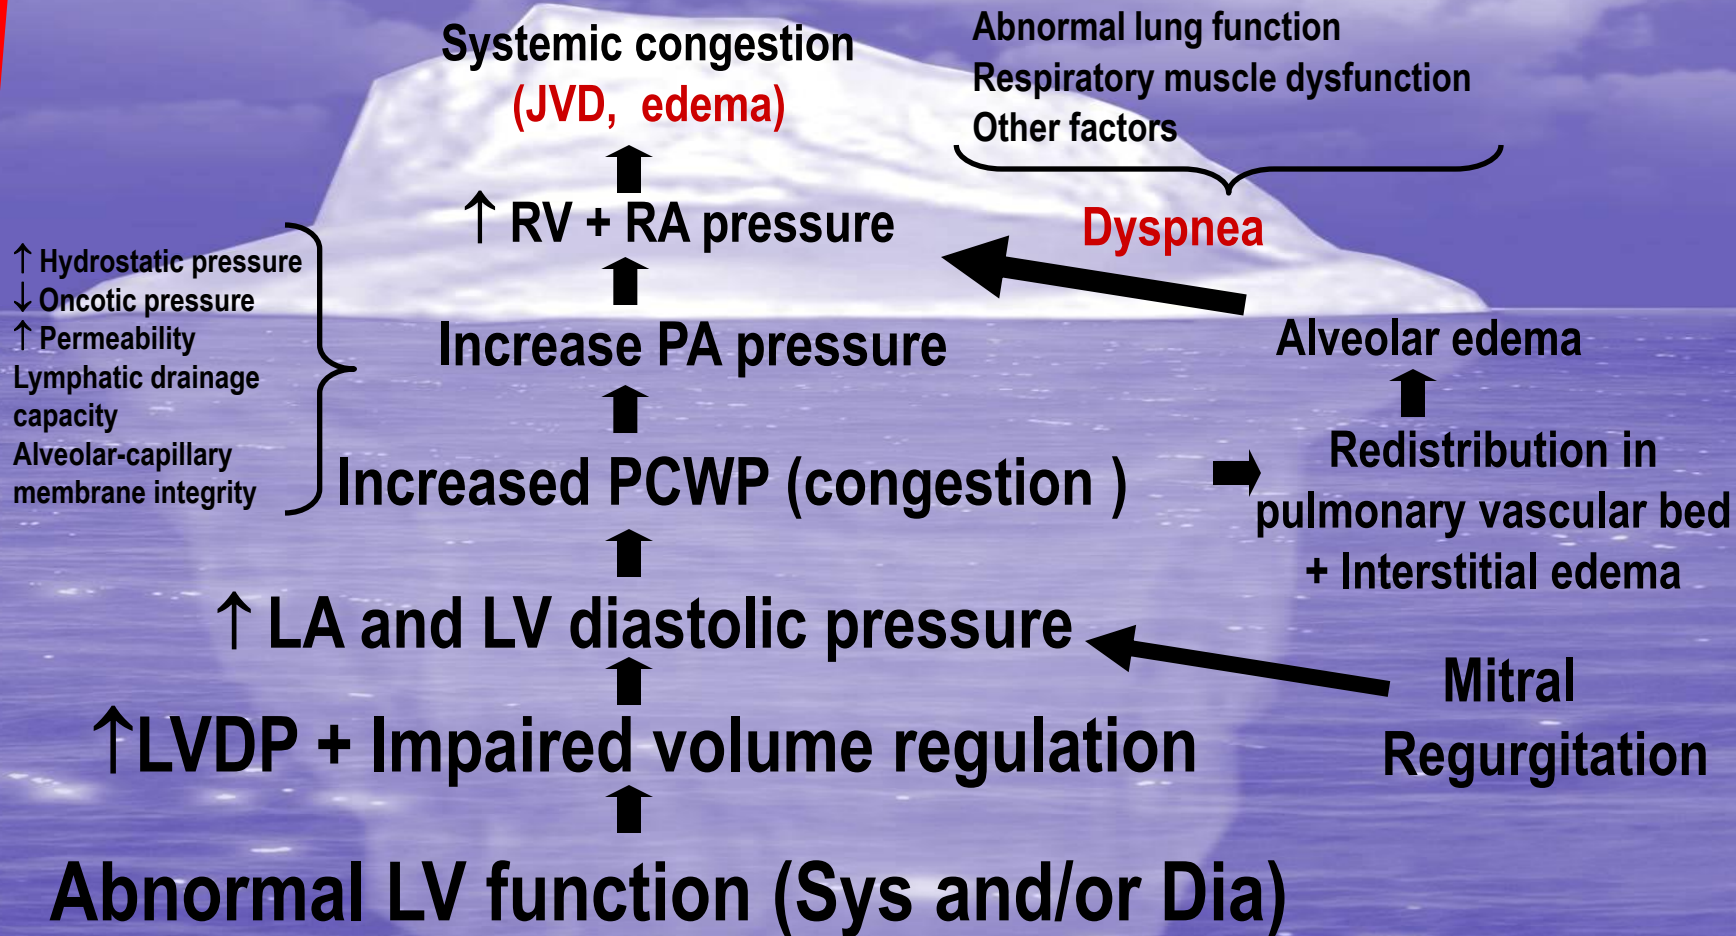 Systemic congestion
(JVD,  edema)
Abnormal lung function
Respiratory muscle dysfunction
Other factors
↑ RV + RA pressure
Dyspnea
↑ Hydrostatic pressure
↓ Oncotic pressure
↑ Permeability
Lymphatic drainage
capacity
Alveolar-capillary
membrane integrity
Increase PA pressure
Alveolar edema
Increased PCWP (congestion )
Redistribution in
pulmonary vascular bed
+ Interstitial edema
↑ LA and LV diastolic pressure
Mitral
Regurgitation
↑LVDP + Impaired volume regulation
Abnormal LV function (Sys and/or Dia)